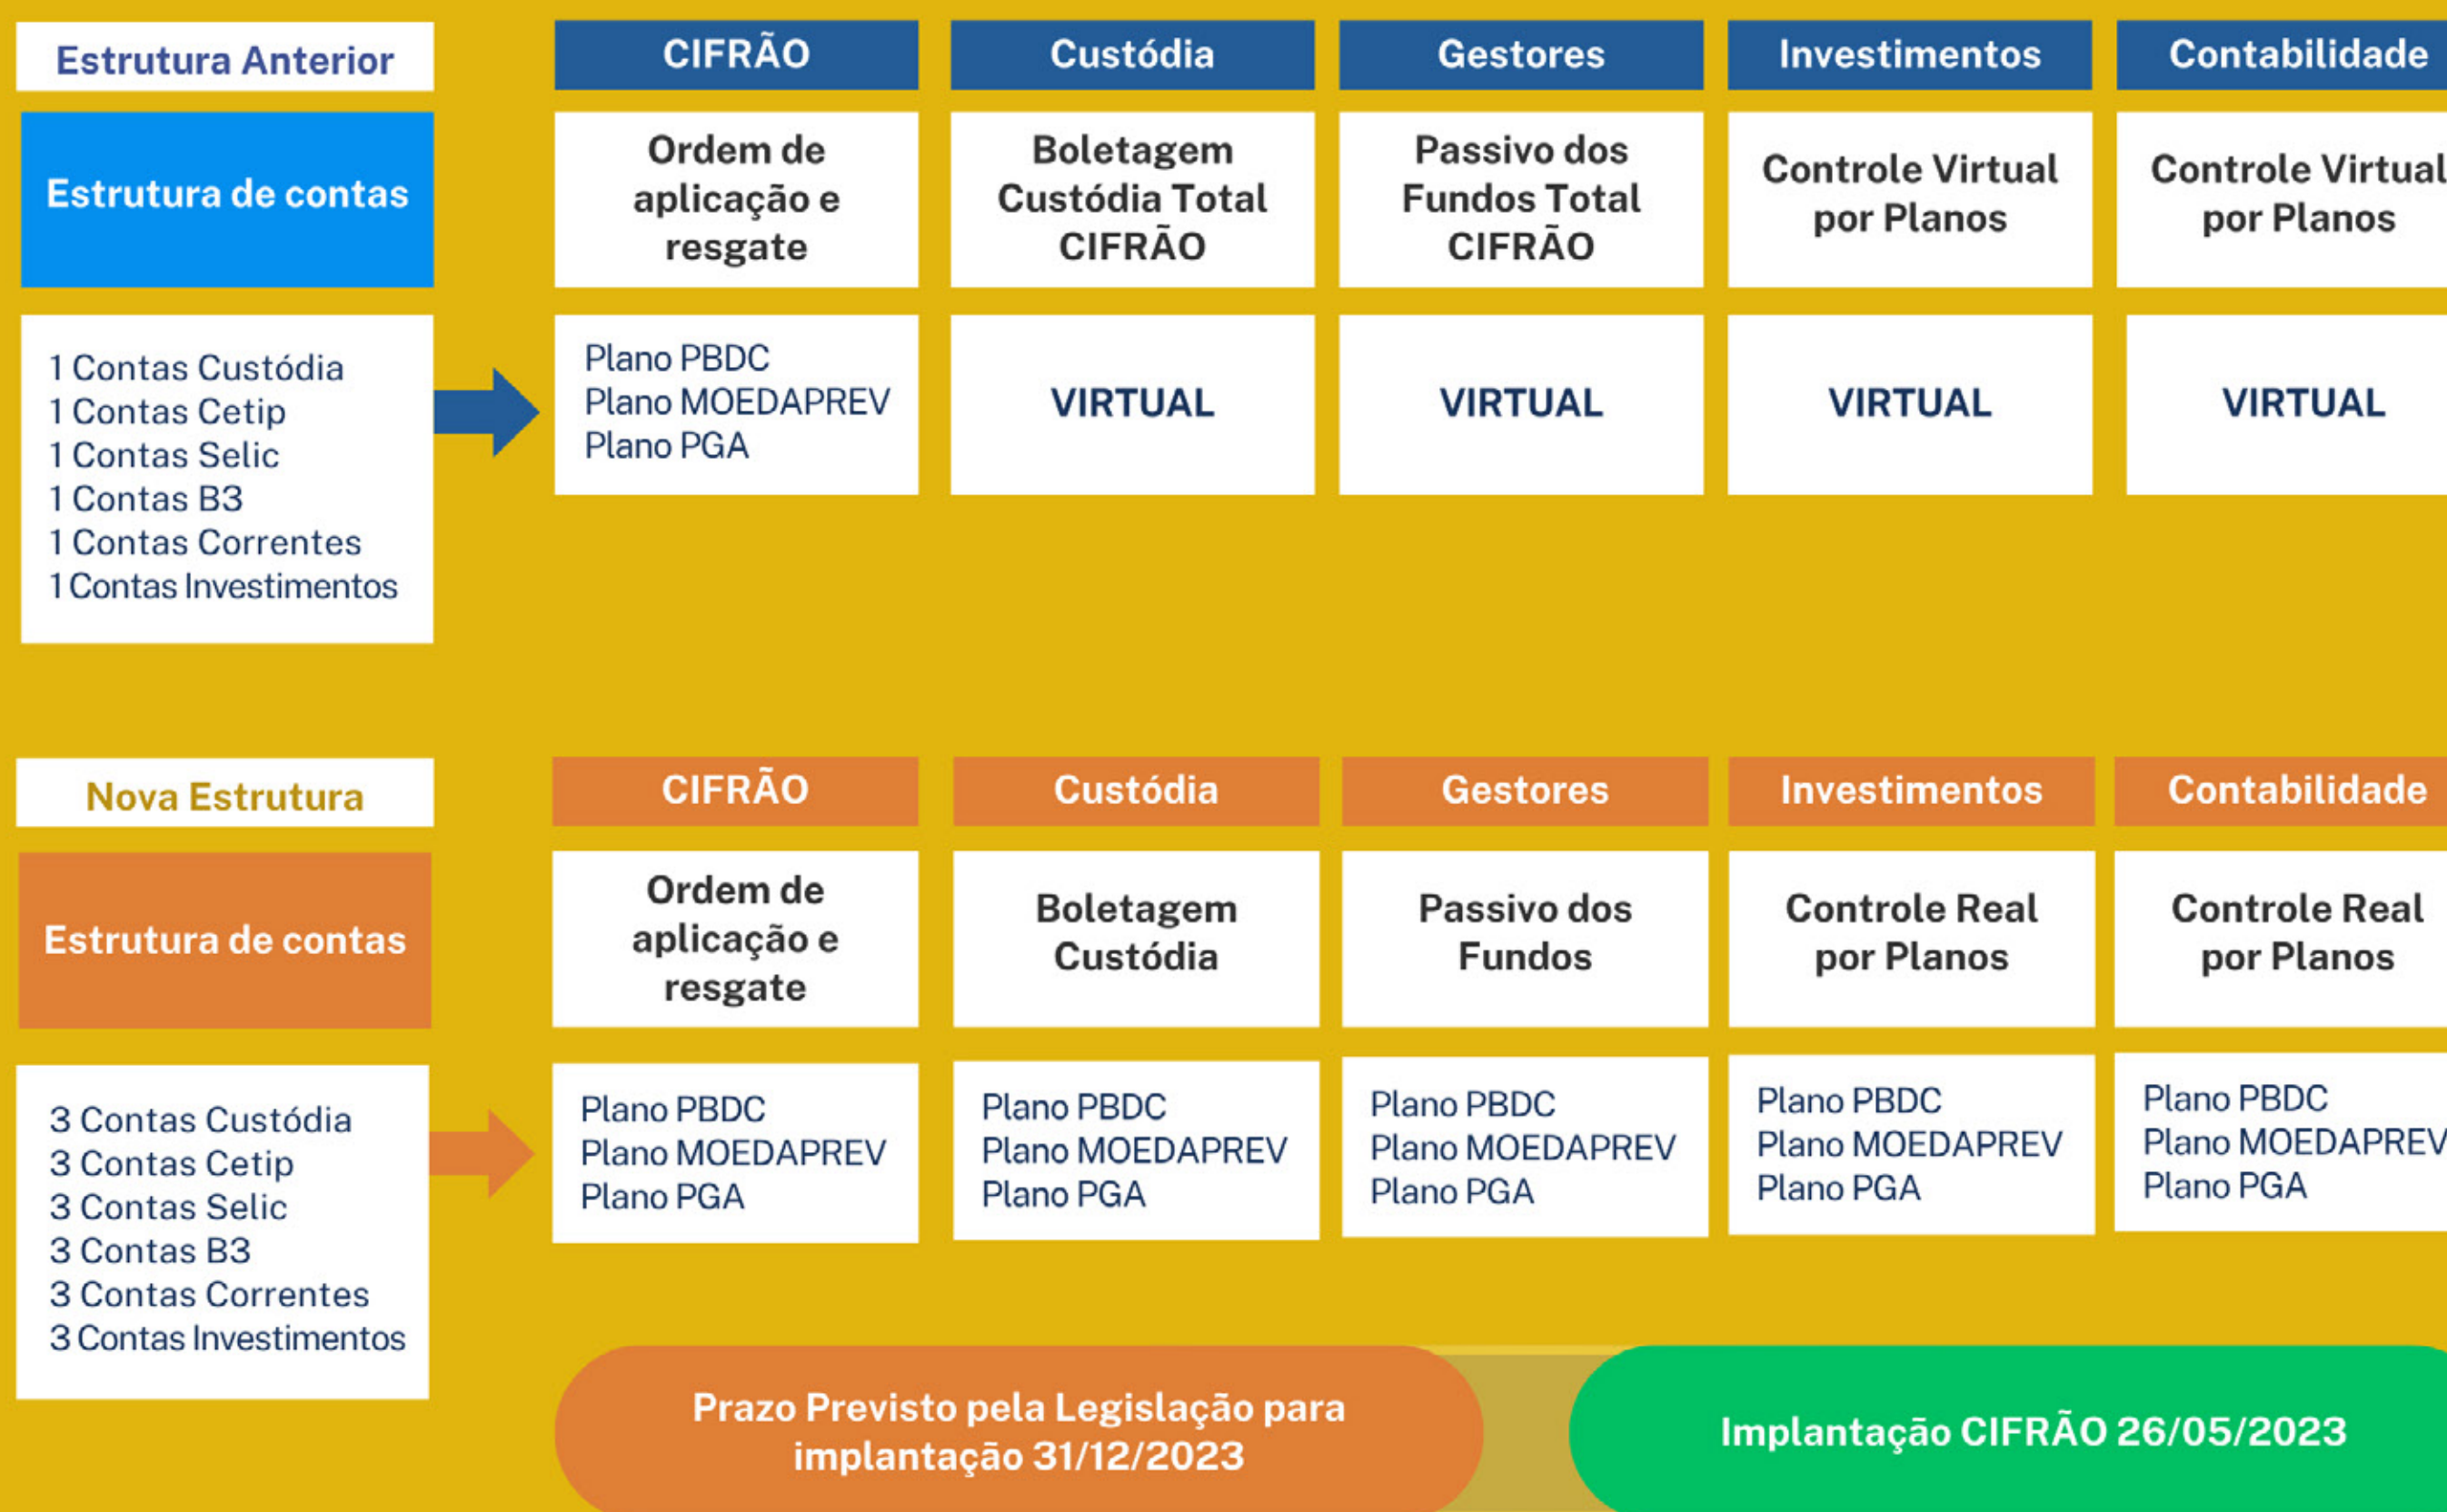 Estrutura Anterior
CIFRÃO
Custódia
Gestores
Investimentos
Contabilidade
Estrutura de contas
Ordem de
aplicação e
resgate
Boletagem
Custódia Total
CIFRÃO
Passivo dos
Fundos Total
CIFRÃO
Controle Virtual
por Planos
Controle Virtual
por Planos
1 Contas Custódia
1 Contas Cetip
1 Contas Selic
1 Contas B3
1 Contas Correntes
1 Contas Investimentos
Plano PBDC
Plano MOEDAPREV
Plano PGA
VIRTUAL
VIRTUAL
VIRTUAL
VIRTUAL
Nova Estrutura
CIFRÃO
Custódia
Gestores
Investimentos
Contabilidade
Estrutura de contas
Ordem de
aplicação e
resgate
Boletagem
Custódia
Passivo dos
Fundos
Controle Real
por Planos
Controle Real
por Planos
3 Contas Custódia
3 Contas Cetip
3 Contas Selic
3 Contas B3
3 Contas Correntes
3 Contas Investimentos
Plano PBDC
Plano MOEDAPREV
Plano PGA
Plano PBDC
Plano MOEDAPREV
Plano PGA
Plano PBDC
Plano MOEDAPREV
Plano PGA
Plano PBDC
Plano MOEDAPREV
Plano PGA
Plano PBDC
Plano MOEDAPREV
Plano PGA
Prazo Previsto pela Legislação para
implantação 31/12/2023
Implantação CIFRÃO 26/05/2023